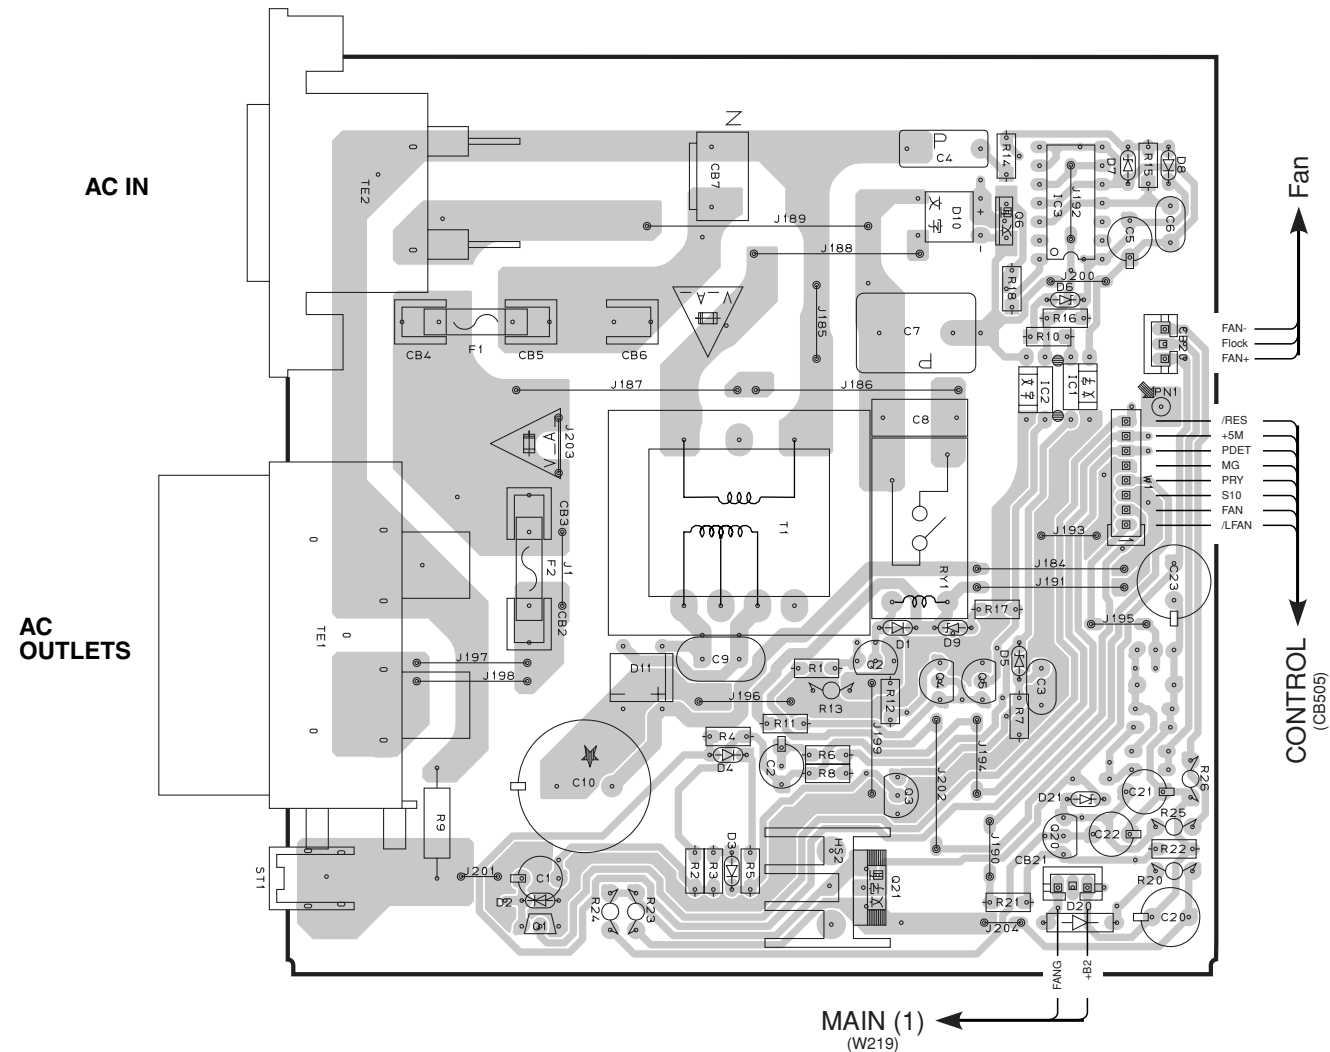 AC IN
AC
OUTLETS
TE2
TE1
ST1
N
CB7
C4
R14
J192
IC3
D7
R15
D8
C6
C5
D10
+
-
Q6
J189
J188
J185
R18
J200
D6
R16
R10
C7
CB4
F1
CB5
CB6
J187
J186
IC2
IC1
CB20
PN1
FAN-
Flock
FAN+
Fan
/RES
+5M
PDET
MG
PRY
S10
FAN
/LFAN
CONTROL
(CB505)
W1
1
J203
CB3
F2
J1
CB2
C8
T1
RY1
J193
J184
J191
C23
R17
J195
D1
D9
D5
C3
R7
Q2
Q4
Q5
J197
J198
D11
C9
R1
R13
R12
J196
R11
R4
D4
C2
R6
R8
J199
J202
J194
Q3
C10
R9
J201
C1
D2
Q1
R24
R23
R2
R3
D3
R5
HS2
Q21
J190
R21
J204
D21
C21
R26
R25
Q20
C22
R22
CB21
R20
D20
C20
FANG
+B2
MAIN (1)
(W219)